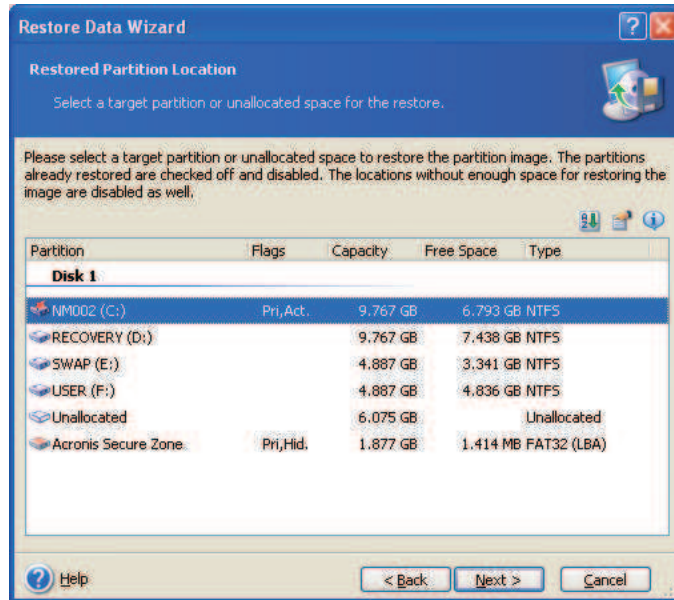 Restore Data Wizard
Restored Partition Location
Select a target partition or unallocated space for the restore.
Please select a target partition or unallocated space to restore the partition image. The partitions
already restored are checked off and disabled. The locations without enough space for restoring the
image are disabled as well.
Partition Flags Capacity Free Space Type
Disk 1
NM002 (C:) Pri,Act. 9.767 GB 6.793 GB NTFS
RECOVERY (D:) 9.767 GB 7.438 GB NTFS
SWAP (E:) 4.887 GB 3.341 GB NTFS
USER (F:) 4.887 GB 4.836 GB NTFS
Unallocated 6.075 GB Unallocated
Acronis Secure Zone Pri,Hid. 1.877 GB 1.414 MB FAT32 (LBA)
Help < Back Next > Cancel